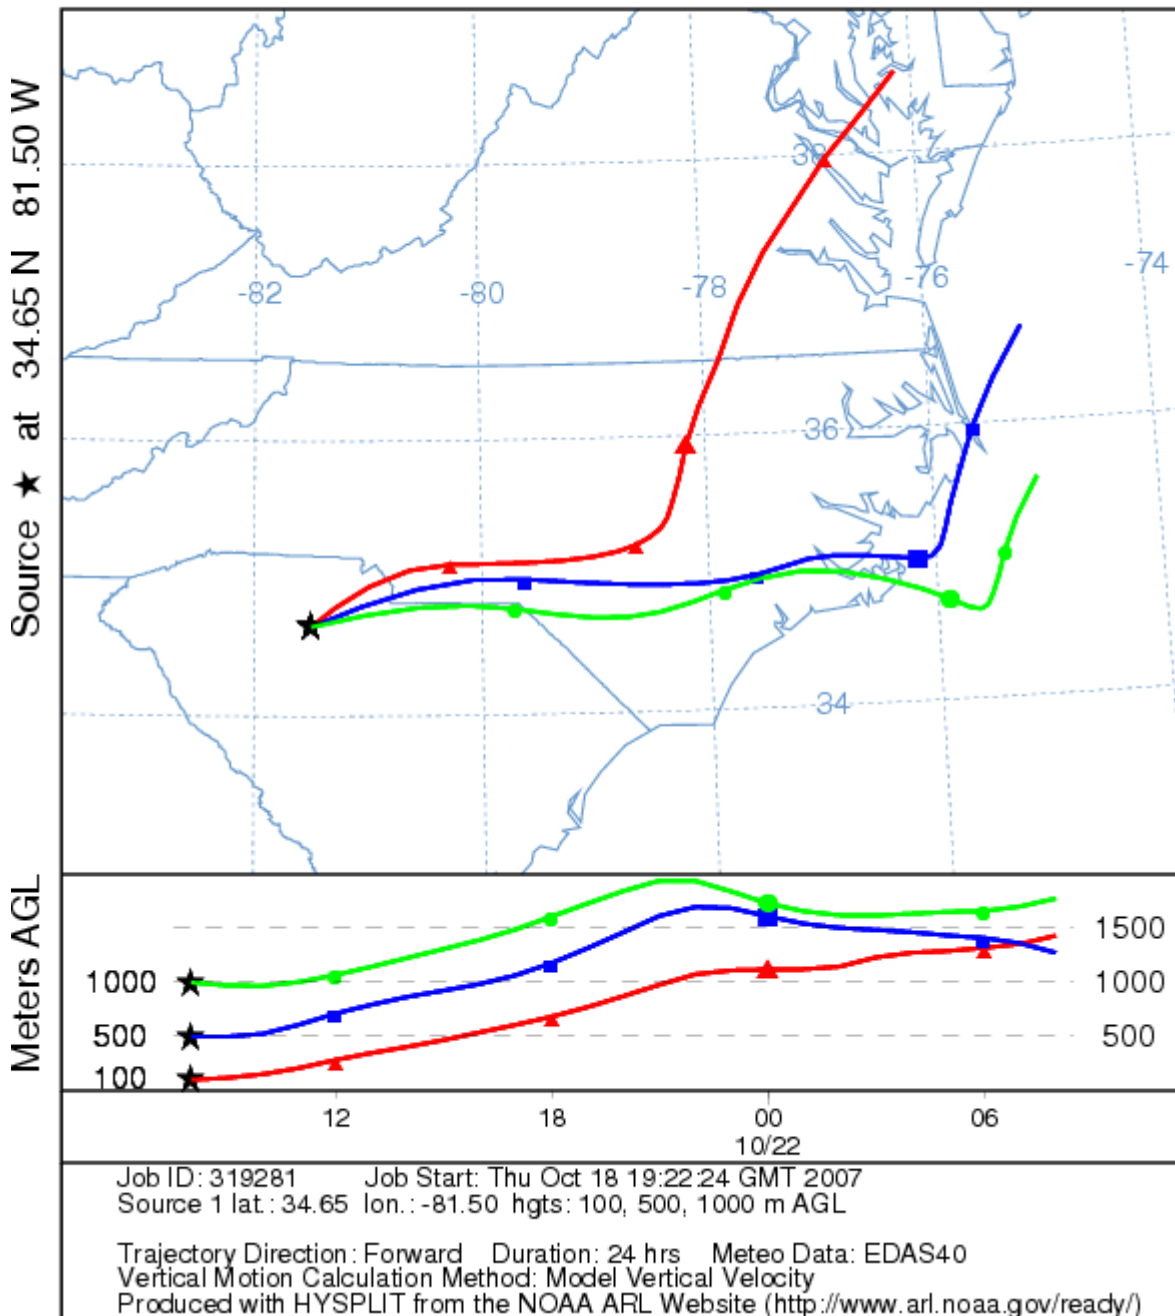 Source ★ at 34.65 N 81.50 W
38
-82
-80
-78
-76
-74
36
34
Meters AGL
1500
1000
1000
500
500
100
12 18 00 06
10/22
Job ID: 319281 Job Start: Thu Oct 18 19:22:24 GMT 2007
Source 1 lat.: 34.65 lon.: -81.50 hgts: 100, 500, 1000 m AGL
Trajectory Direction: Forward Duration: 24 hrs Meteo Data: EDAS40
Vertical Motion Calculation Method: Model Vertical Velocity
Produced with HYSPLIT from the NOAA ARL Website (http://www.arl.noaa.gov/ready/)